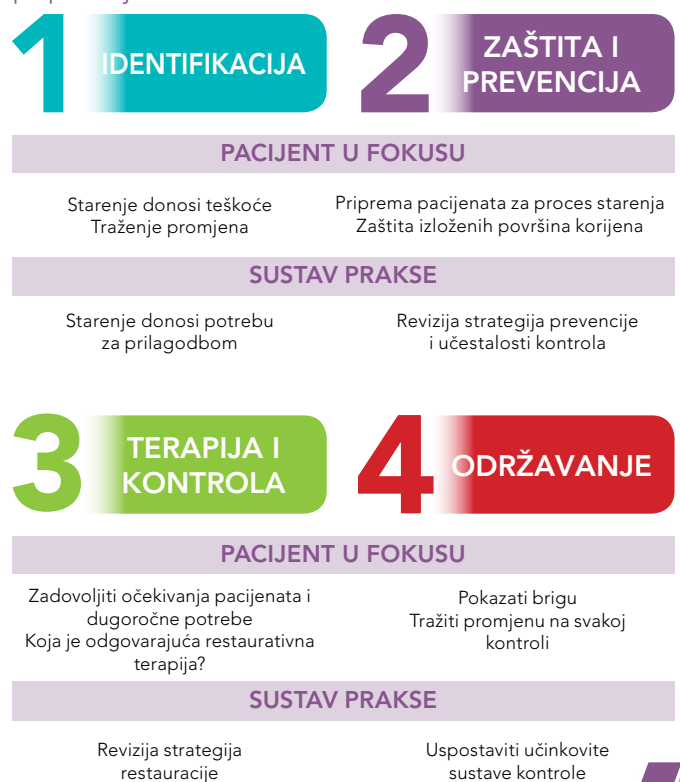 1 IDENTIFIKACIJA
2 ZAŠTITA I
PREVENCIJA
PACIJENT U FOKUSU
Starenje donosi teškoće
Traženje promjena
Priprema pacijenata za proces starenja
Zaštita izloženih površina korijena
SUSTAV PRAKSE
Starenje donosi potrebu
za prilagodbom
Revizija strategija prevencije
i učestalosti kontrola
3 TERAPIJA I
KONTROLA
4 ODRŽAVANJE
PACIJENT U FOKUSU
Zadovoljiti očekivanja pacijenata i
dugoročne potrebe
Koja je odgovarajuća restaurativna
terapija?
Pokazati brigu
Tražiti promjenu na svakoj
kontroli
SUSTAV PRAKSE
Revizija strategija
restauracije
Uspostaviti učinkovite
sustave kontrole